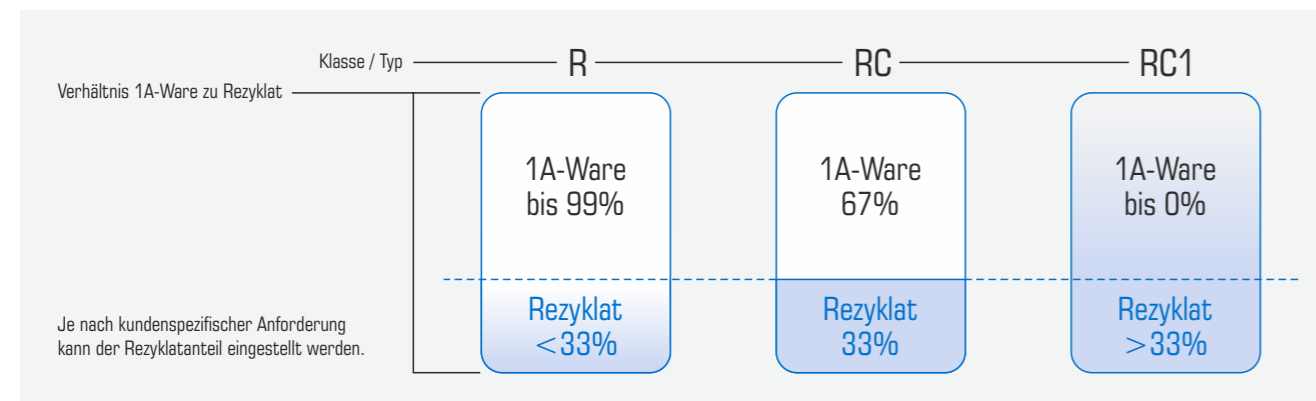 Klasse / Typ R RC RC1
Verhältnis 1A-Ware zu Rezyklat
1A-Ware
bis 99%
1A-Ware
67%
1A-Ware
bis 0%
Rezyklat
<33%
Rezyklat
33%
Rezyklat
>33%
Je nach kundenspezifischer Anforderung
kann der Rezyklatanteil eingestellt werden.